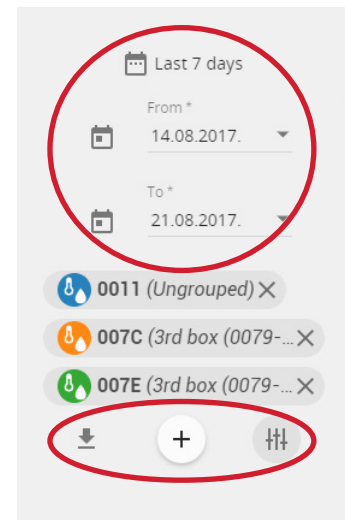 Last 7 days
From *
14.08.2017.
To *
21.08.2017.
0011 (Ungrouped)
007C (3rd box (0079-...
007E (3rd box (0079-...